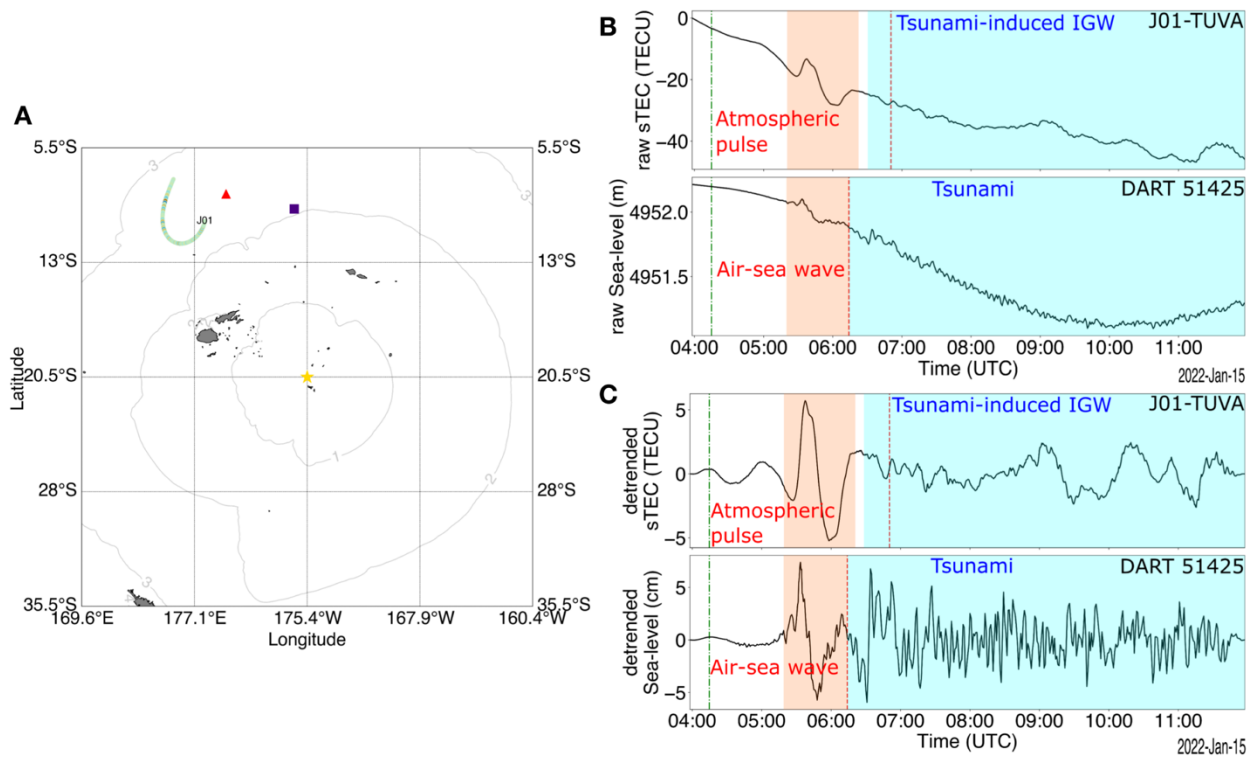 A
5.5°S
5.5°S
3
3
J01
13°S
13°S
20.5°S
20.5°S
1
2
28°S
28°S
3
35.5°S
35.5°S
169.6°E
177.1°E
175.4°W
167.9°W
160.4°W
Longitude
Latitude
B
Tsunami-induced IGW
J01-TUVA
0
−20
−40
raw sTEC (TECU)
Atmospheric
pulse
Tsunami
DART 51425
4952.0
4951.5
raw Sea-level (m)
Air-sea wave
04:00 05:00 06:00 07:00 08:00 09:00 10:00 11:00
Time (UTC)
2022-Jan-15
C
Tsunami-induced IGW
J01-TUVA
5
0
−5
detrended
sTEC (TECU)
Atmospheric
pulse
Tsunami
DART 51425
5
0
−5
detrended
Sea-level (cm)
Air-sea wave
04:00 05:00 06:00 07:00 08:00 09:00 10:00 11:00
Time (UTC)
2022-Jan-15